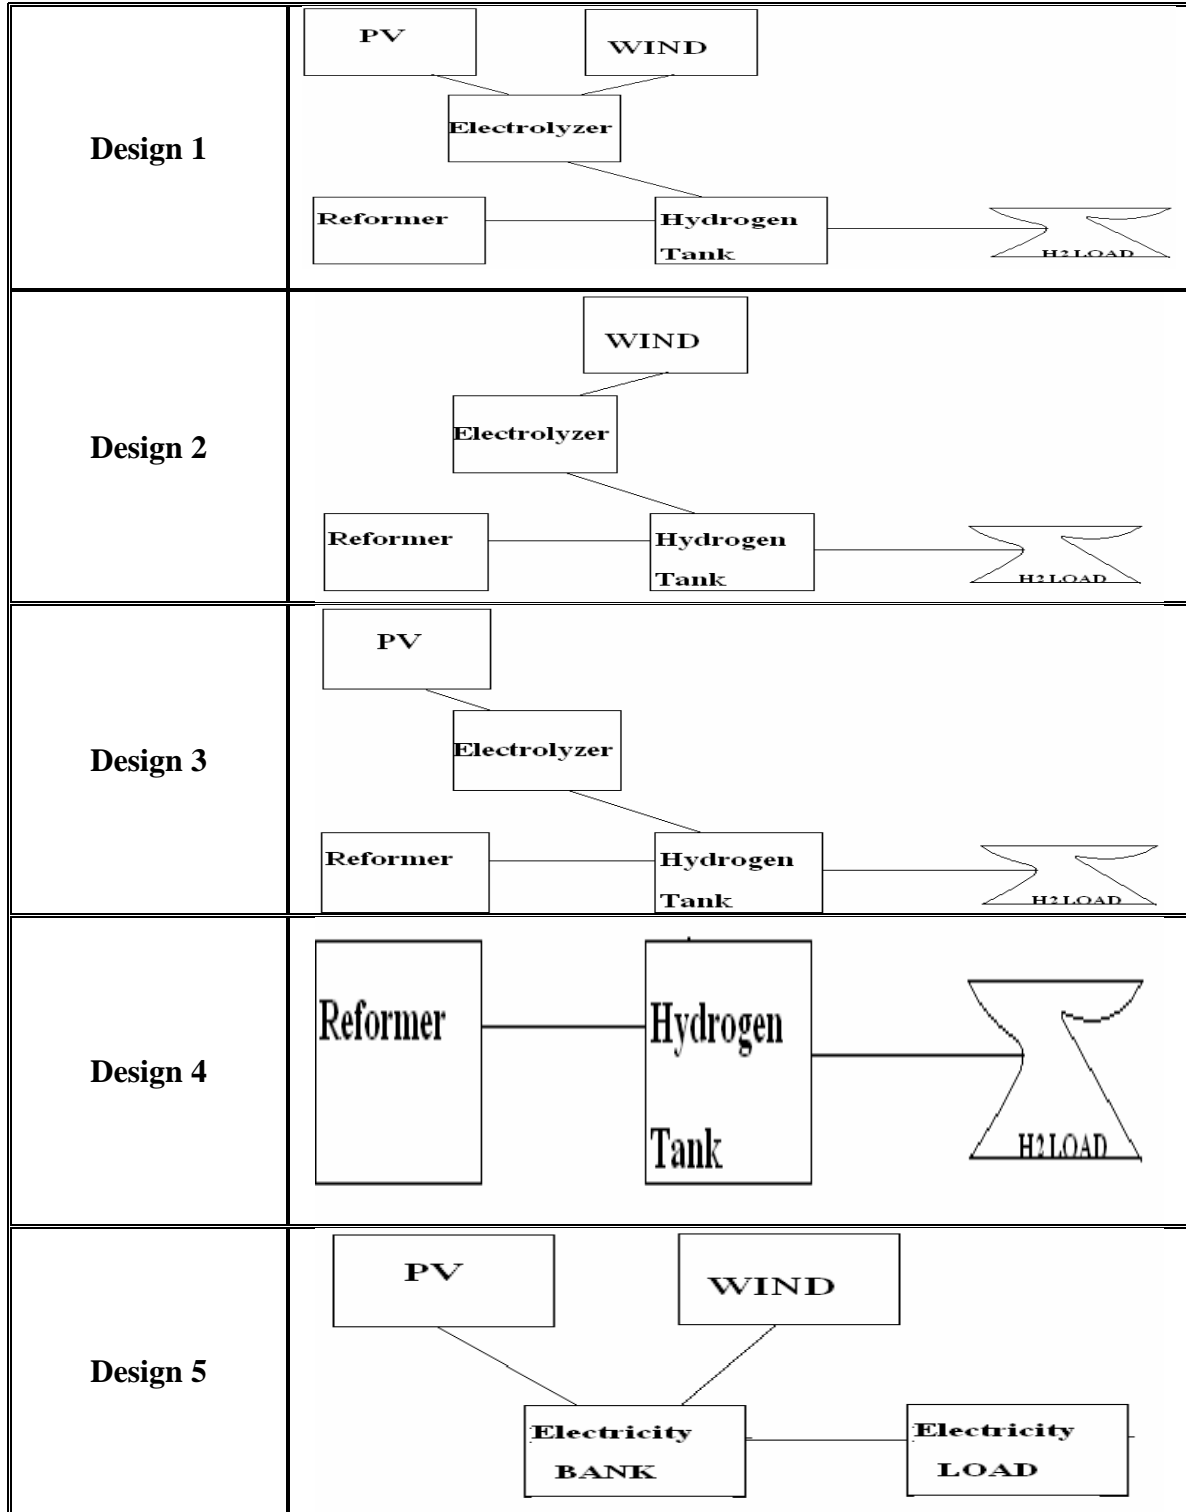 Design 1
PV
WIND
Electrolyzer
Reformer
Hydrogen
Tank
H2 LOAD
Design 2
WIND
Electrolyzer
Reformer
Hydrogen
Tank
H2 LOAD
Design 3
PV
Electrolyzer
Reformer
Hydrogen
Tank
H2 LOAD
Design 4
Reformer
Hydrogen
Tank
H2 LOAD
Design 5
PV
WIND
Electricity
BANK
Electricity
LOAD